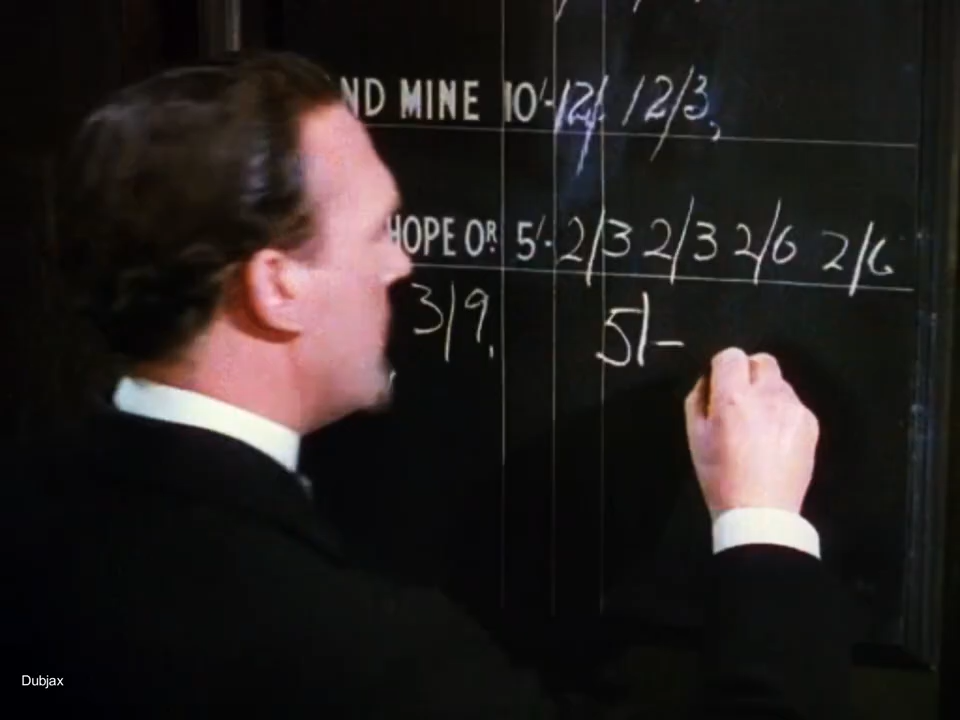 ND MINE 10/- 12/. 12/3.
HOPE OR 5/- 2/3 2/3 2/6 2/6
3/9. 5/-
Dubjax